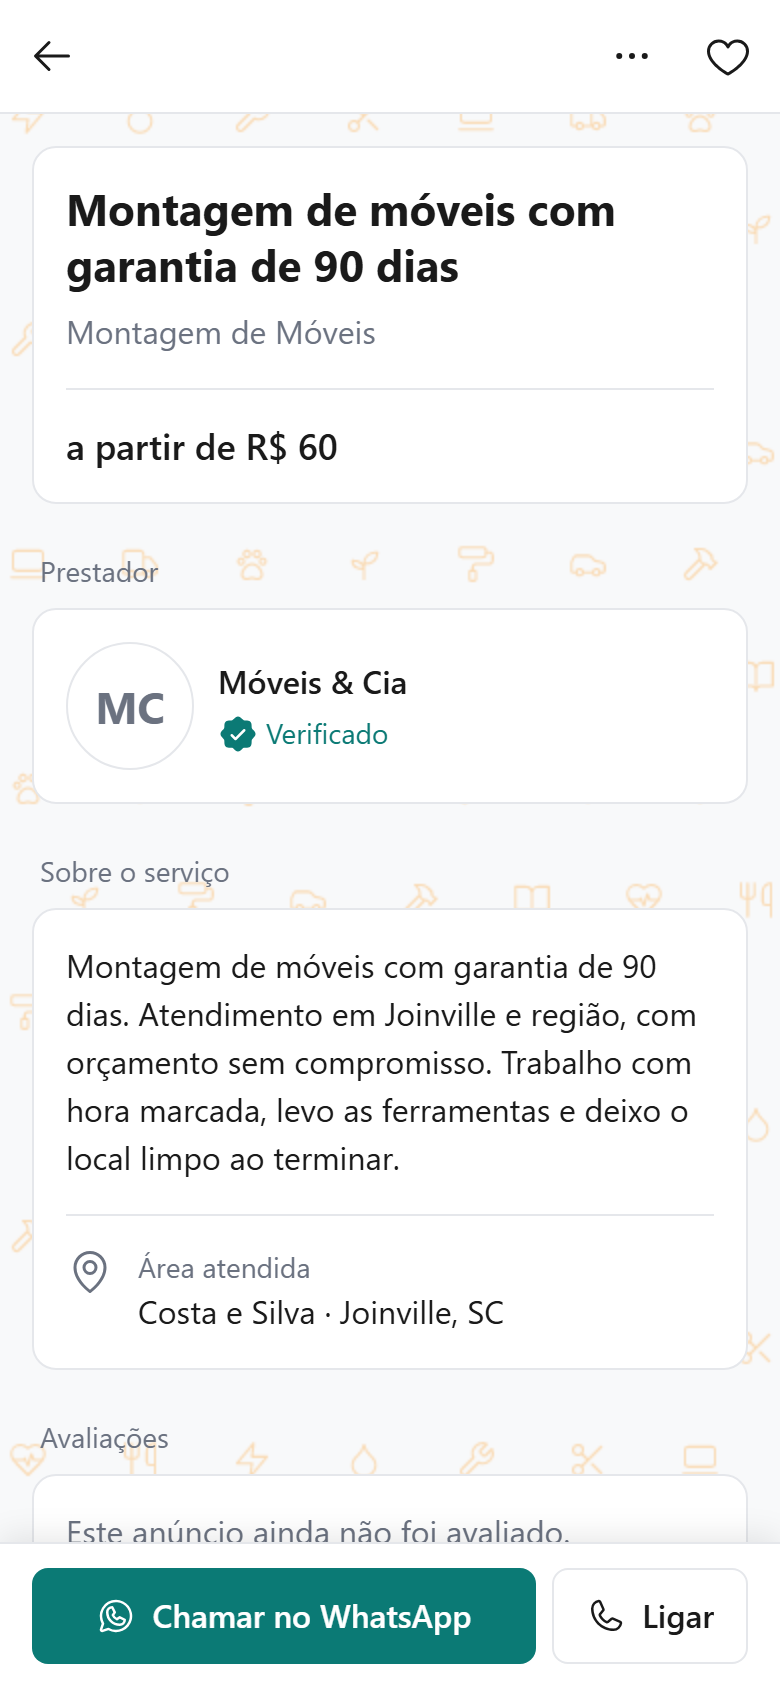 Montagem de móveis com
garantia de 90 dias
Montagem de Móveis
a partir de R$ 60
Prestador
MC
Móveis & Cia
Verificado
Sobre o serviço
Montagem de móveis com garantia de 90
dias. Atendimento em Joinville e região, com
orçamento sem compromisso. Trabalho com
hora marcada, levo as ferramentas e deixo o
local limpo ao terminar.
Área atendida
Costa e Silva · Joinville, SC
Avaliações
Este anúncio ainda não foi avaliado.
Chamar no WhatsApp
Ligar